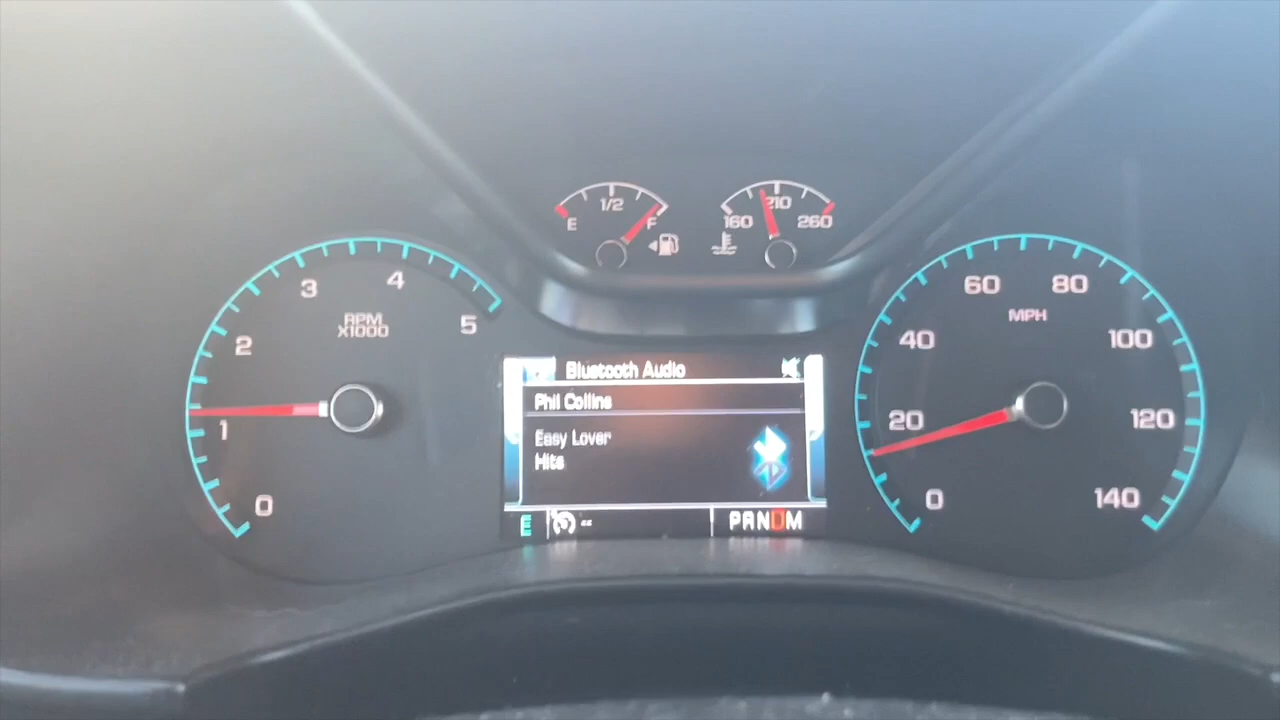 1/2
E
F
210
160
260
4
3
RPM
X1000
5
2
1
0
60
80
MPH
40
100
20
120
0
140
Bluetooth Audio
Phil Collins
Easy Lover
Hits
E
--
PRNDM